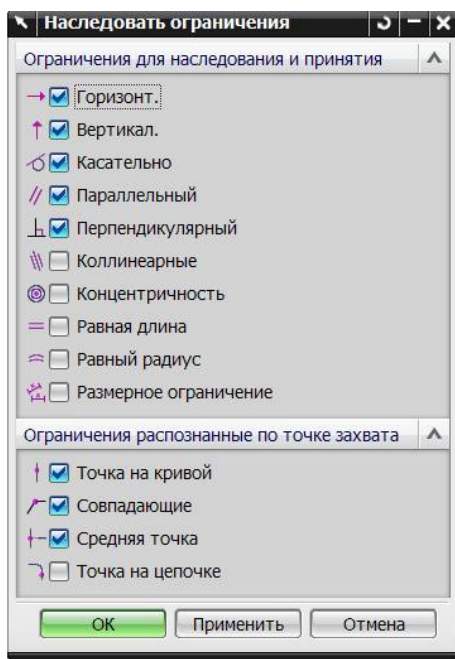 Наследовать ограничения
Ограничения для наследования и принятия
Горизонт.
Вертикал.
Касательно
Параллельный
Перпендикулярный
Коллинеарные
Концентричность
Равная длина
Равный радиус
Размерное ограничение
Ограничения распознанные по точке захвата
Точка на кривой
Совпадающие
Средняя точка
Точка на цепочке
ОК Применить Отмена